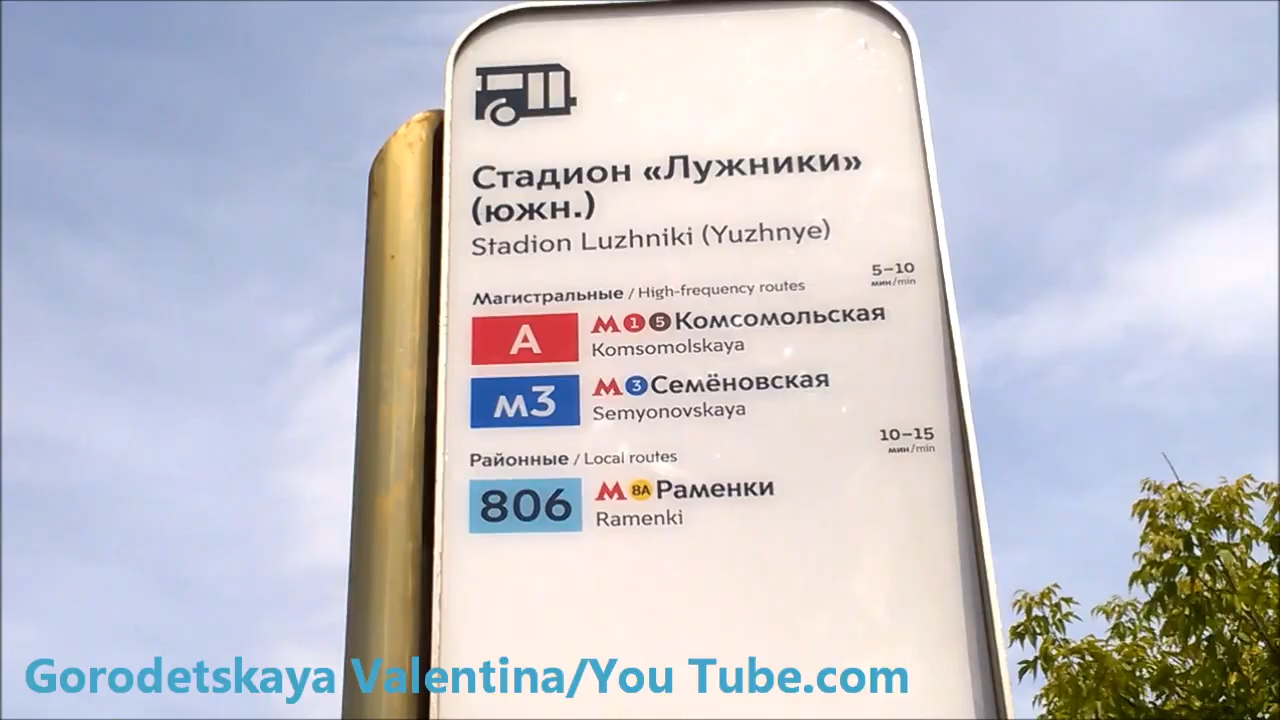 Стадион «Лужники»
(южн.)
Stadion Luzhniki (Yuzhnye)
Магистральные / High-frequency routes
5–10
мин/min
А
М 1 5 Комсомольская
Komsomolskaya
м3
М 3 Семёновская
Semyonovskaya
Районные / Local routes
10–15
мин/min
806
М 8А Раменки
Ramenki
Gorodetskaya Valentina/You Tube.com